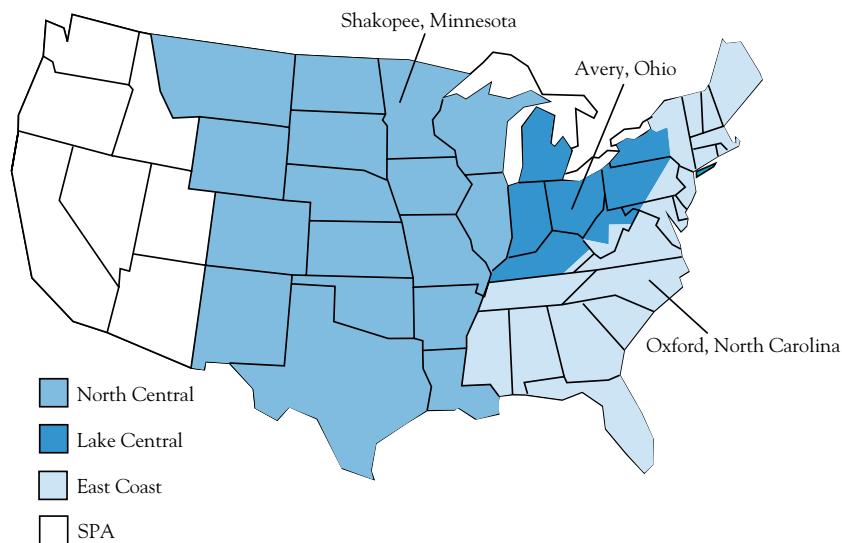 Shakopee, Minnesota
Avery, Ohio
Oxford, North Carolina
North Central
Lake Central
East Coast
SPA